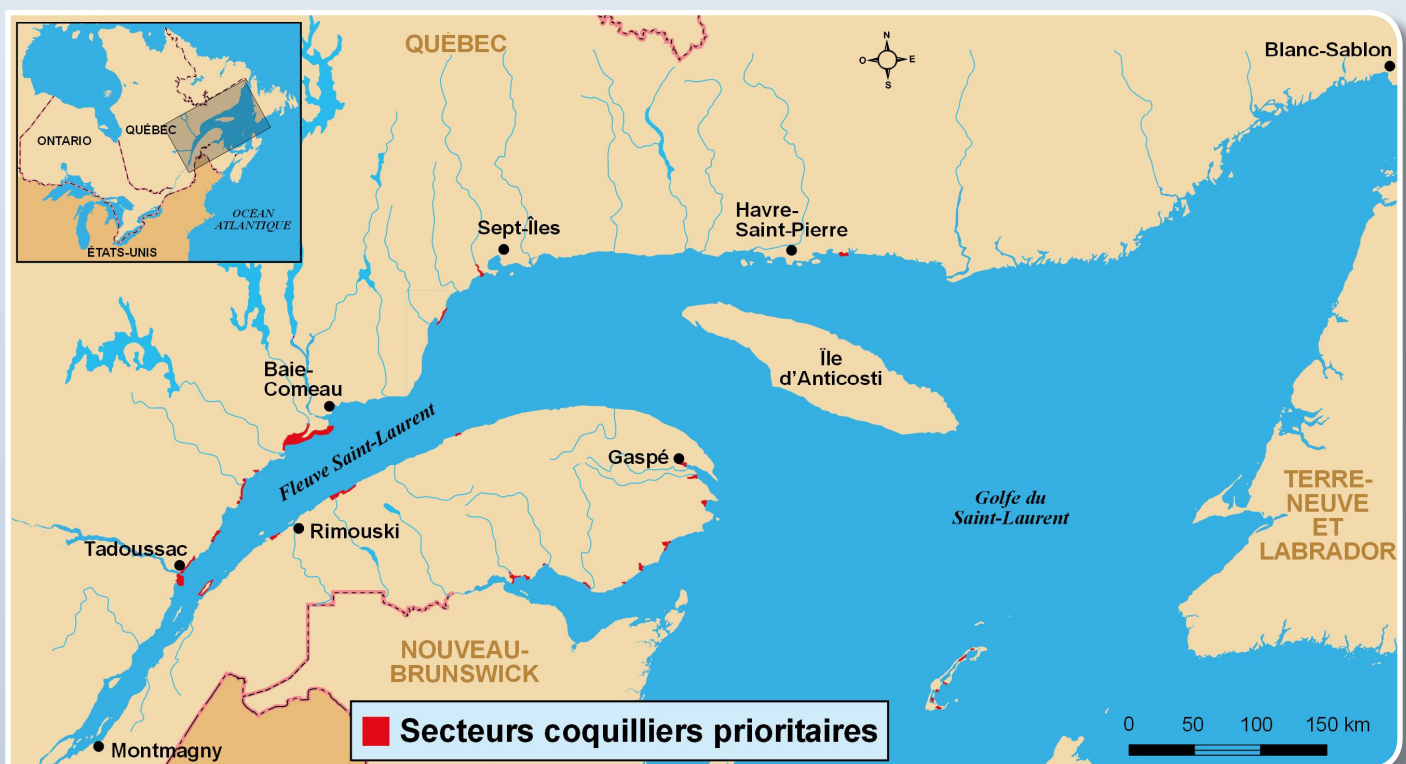 QUÉBEC
N
O
E
S
Blanc-Sablon
ONTARIO
QUÉBEC
OCÉAN
ATLANTIQUE
ÉTATS-UNIS
Sept-Îles
Havre-
Saint-Pierre
Île
d'Anticosti
Baie-
Comeau
Fleuve Saint-Laurent
Gaspé
Golfe du
Saint-Laurent
TERRE-
NEUVE
ET
LABRADOR
Rimouski
Tadoussac
NOUVEAU-
BRUNSWICK
Secteurs coquilliers prioritaires
0 50 100 150 km
Montmagny